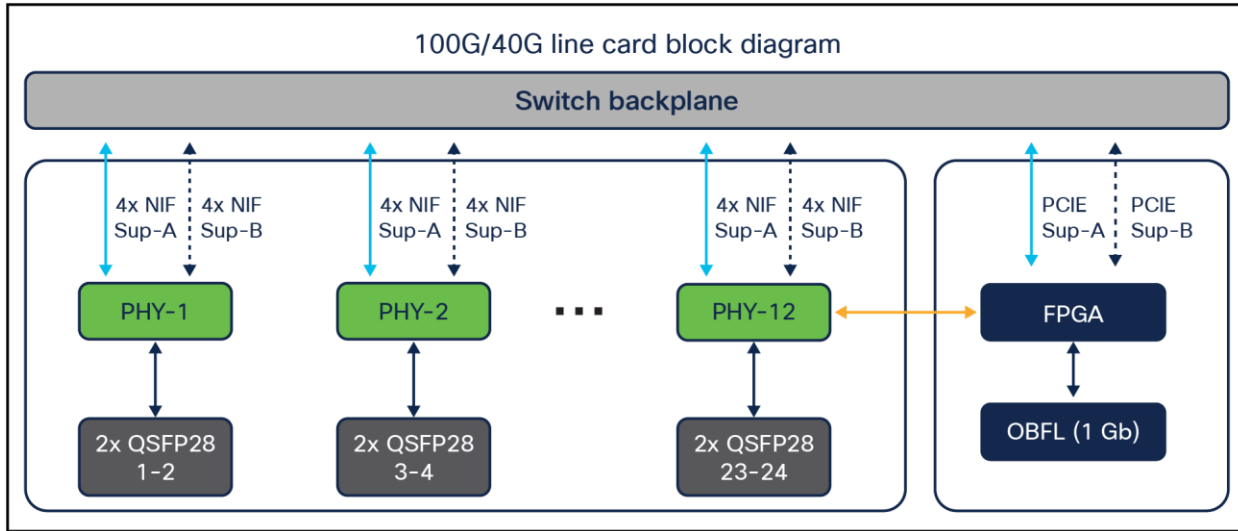 100G/40G line card block diagram
Switch backplane
4x NIF
Sup-A
4x NIF
Sup-B
4x NIF
Sup-A
4x NIF
Sup-B
4x NIF
Sup-A
4x NIF
Sup-B
PCIE
Sup-A
PCIE
Sup-B
PHY-1
PHY-2
PHY-12
FPGA
2x QSFP28
1-2
2x QSFP28
3-4
2x QSFP28
23-24
OBFL (1 Gb)